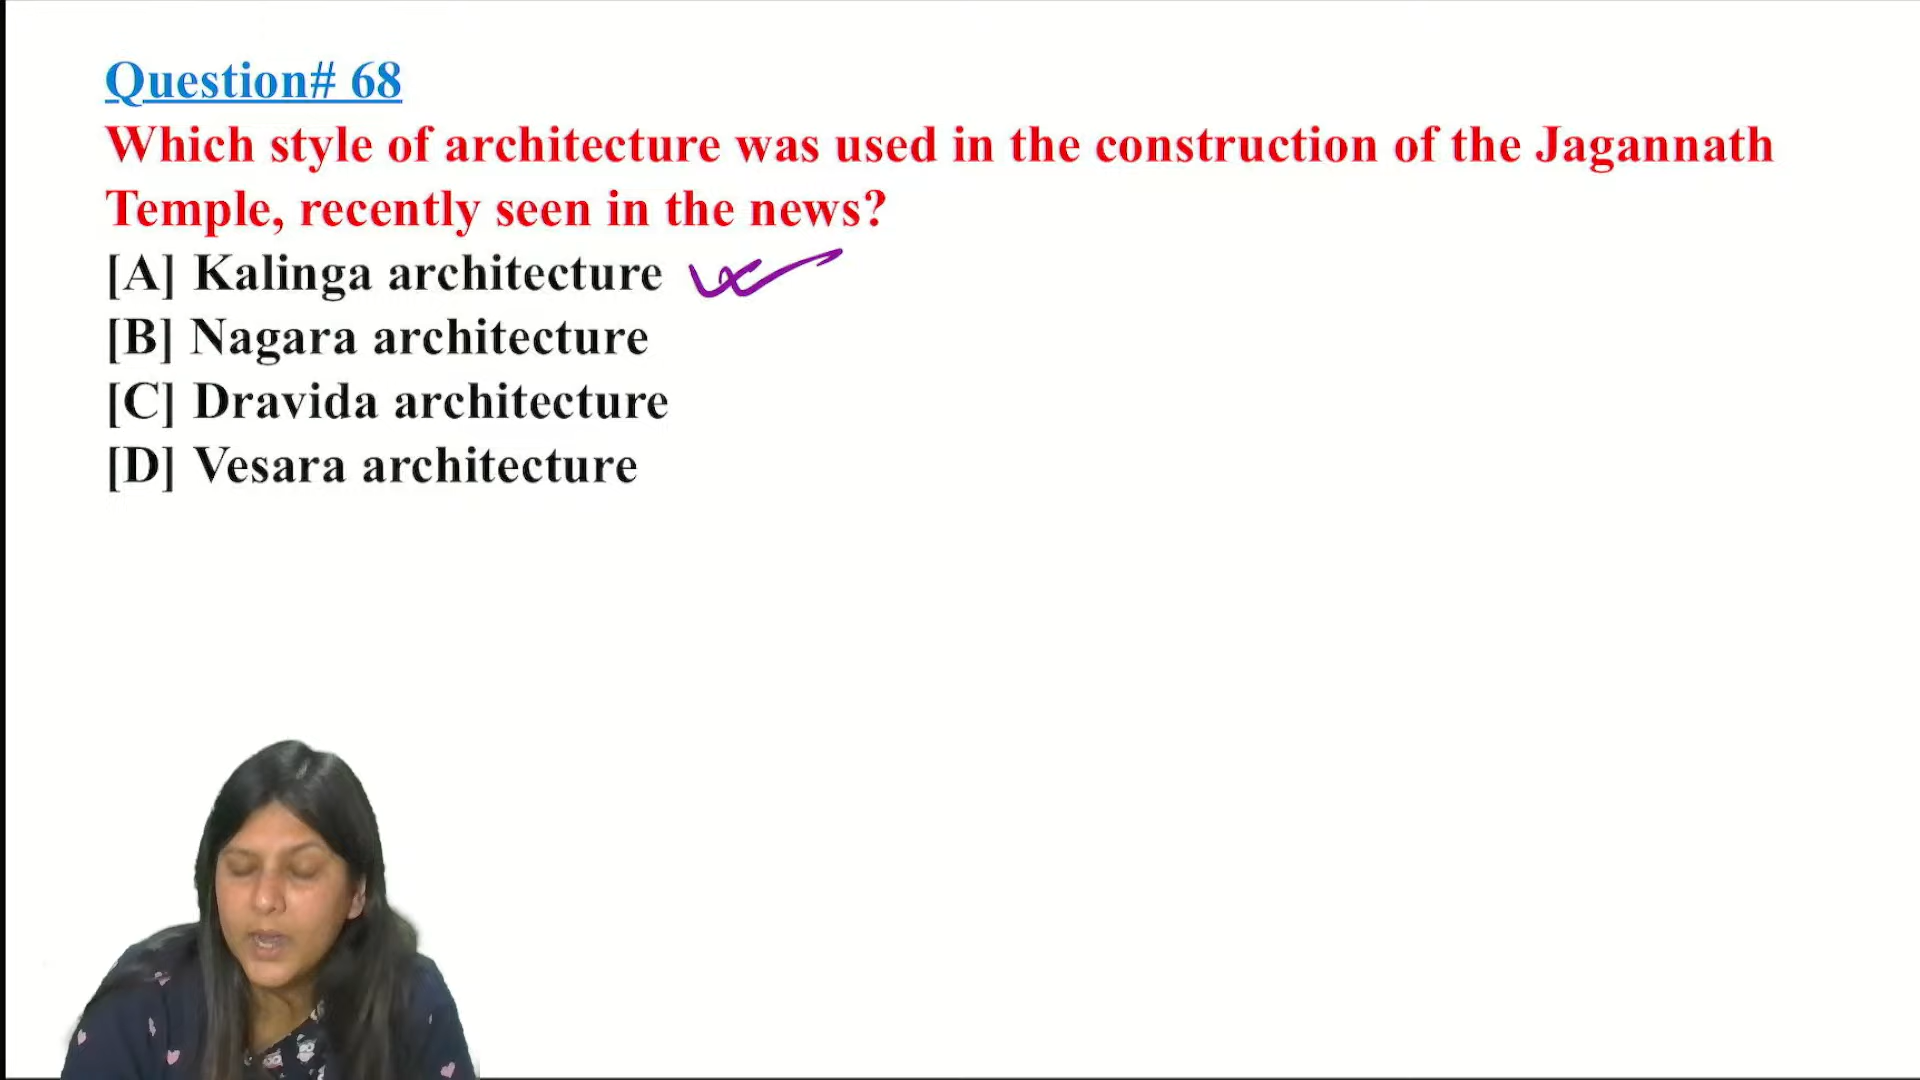 Question# 68
Which style of architecture was used in the construction of the Jagannath
Temple, recently seen in the news?
[A] Kalinga architecture
[B] Nagara architecture
[C] Dravida architecture
[D] Vesara architecture